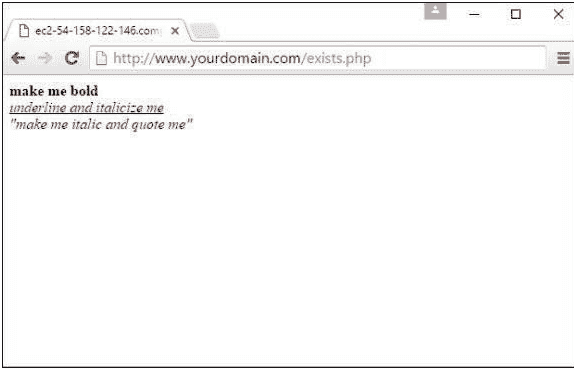 ec2-54-158-122-146.com
http://www.yourdomain.com/exists.php
make me bold
underline and italicize me
"make me italic and quote me"